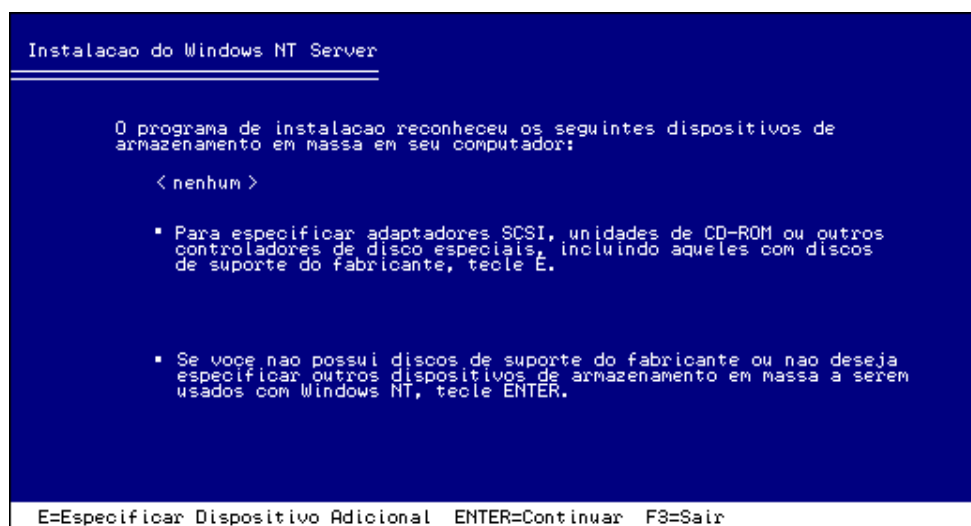 Instalacao do Windows NT Server
O programa de instalacao reconheceu os seguintes dispositivos de
armazenamento em massa em seu computador:
< nenhum >
▪ Para especificar adaptadores SCSI, unidades de CD-ROM ou outros
controladores de disco especiais, incluindo aqueles com discos
de suporte do fabricante, tecle E.
▪ Se voce nao possui discos de suporte do fabricante ou nao deseja
especificar outros dispositivos de armazenamento em massa a serem
usados com Windows NT, tecle ENTER.
E=Especificar Dispositivo Adicional ENTER=Continuar F3=Sair